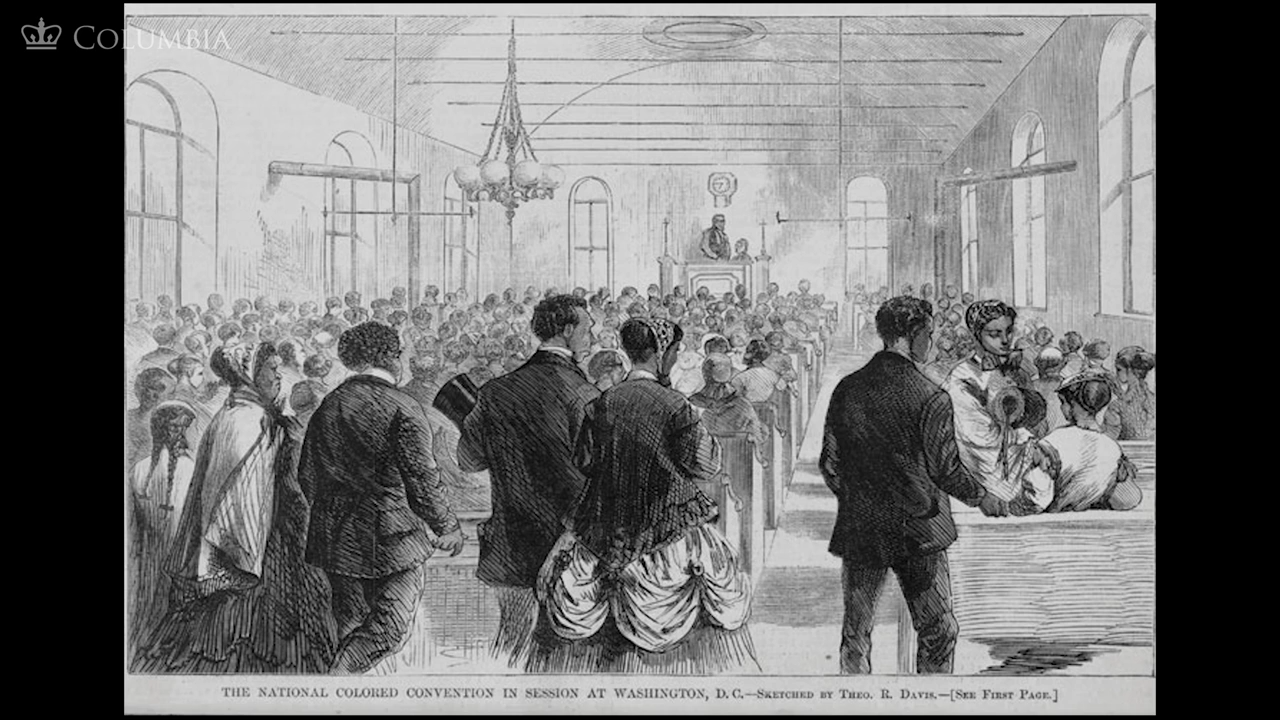 COLUMBIA
THE NATIONAL COLORED CONVENTION IN SESSION AT WASHINGTON, D. C.—SKETCHED BY THEO. R. DAVIS.—[SEE FIRST PAGE.]